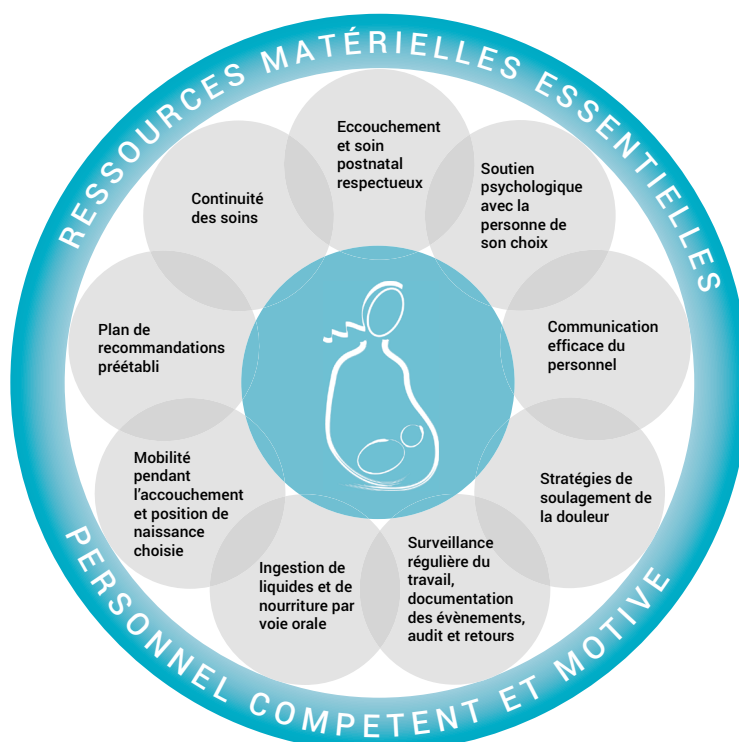 RESSOURCES MATÉRIELLES ESSENTIELLES
Eccouchement
et soin
postnatal
respectueux
Soutien
psychologique
avec la
personne de
son choix
Communication
efficace du
personnel
Stratégies de
soulagement de
la douleur
Surveillance
régulière du
travail,
documentation
des évènements,
audit et retours
Ingestion de
liquides et de
nourriture par
voie orale
Mobilité
pendant
l’accouchement
et position de
naissance
choisie
Plan de
recommandations
préétabli
Continuité
des soins
PERSONNEL COMPETENT ET MOTIVE